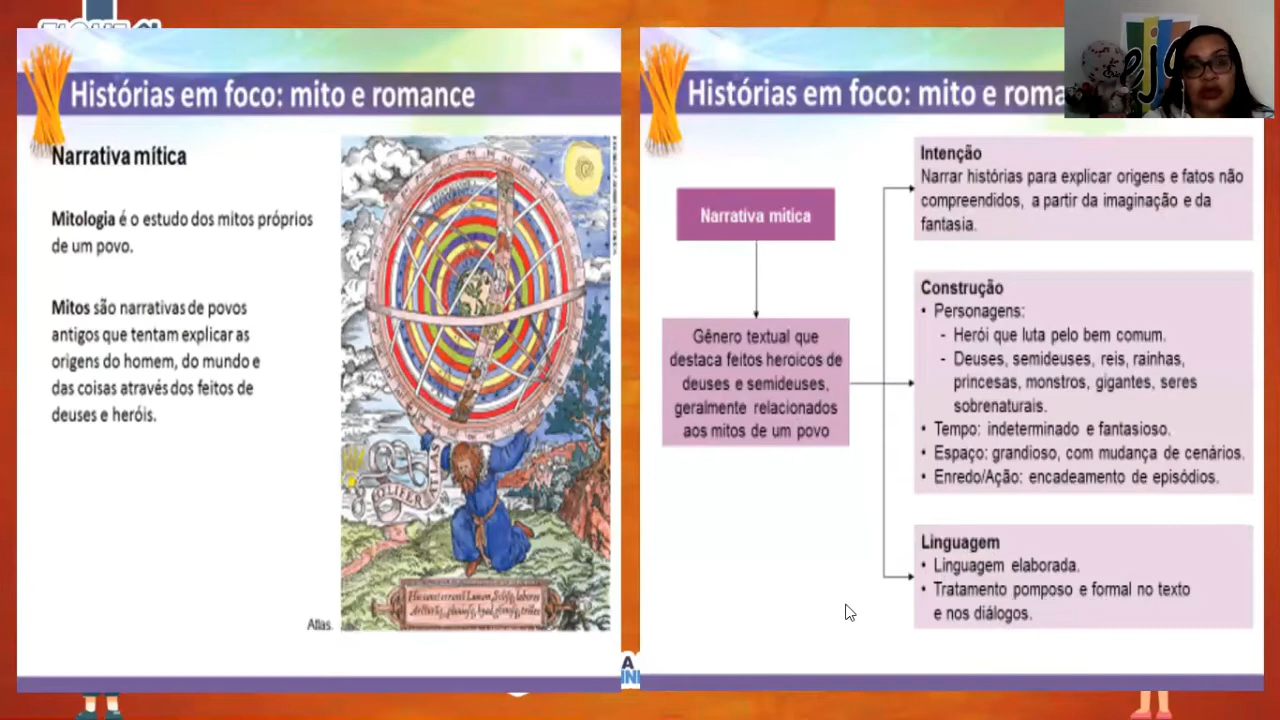 FIQUE
Histórias em foco: mito e romance
Narrativa mítica
Mitologia é o estudo dos mitos próprios
de um povo.
Mitos são narrativas de povos
antigos que tentam explicar as
origens do homem, do mundo e
das coisas através dos feitos de
deuses e heróis.
OLIFER ATLAS
Atlas.
Histórias em foco: mito e roma
eja
Narrativa mítica
Gênero textual que
destaca feitos heroicos de
deuses e semideuses,
geralmente relacionados
aos mitos de um povo
Intenção
Narrar histórias para explicar origens e fatos não
compreendidos, a partir da imaginação e da
fantasia.
Construção
• Personagens:
- Herói que luta pelo bem comum.
- Deuses, semideuses, reis, rainhas,
princesas, monstros, gigantes, seres
sobrenaturais.
• Tempo: indeterminado e fantasioso.
• Espaço: grandioso, com mudança de cenários.
• Enredo/Ação: encadeamento de episódios.
Linguagem
• Linguagem elaborada.
• Tratamento pomposo e formal no texto
e nos diálogos.